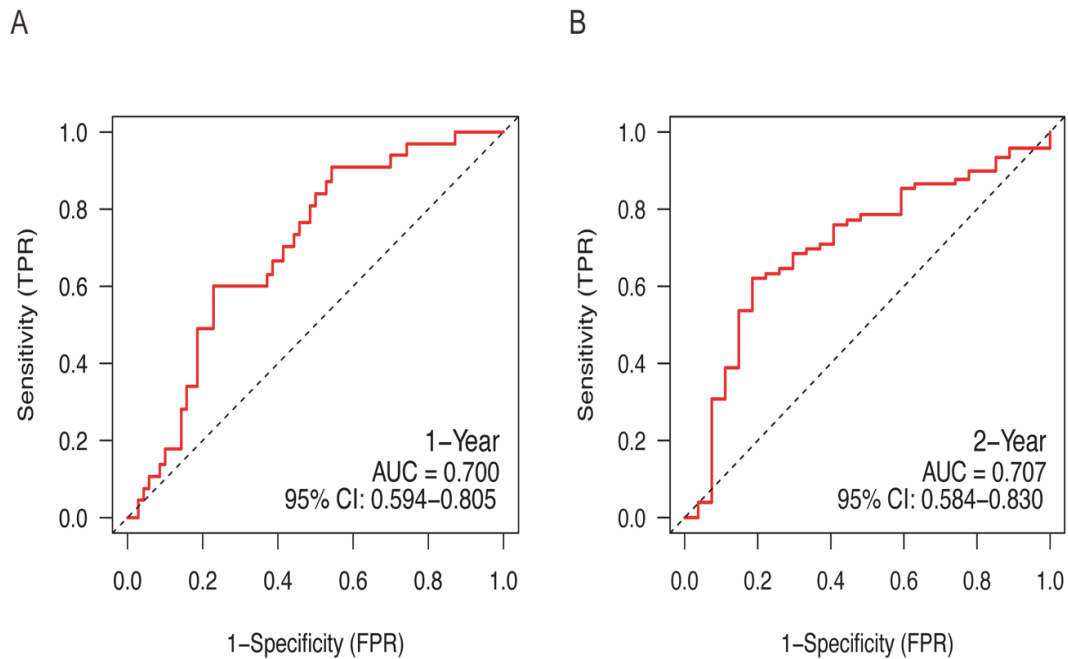 A
Sensitivity (TPR)
1.0
0.8
0.6
0.4
0.2
0.0
1–Year
AUC = 0.700
95% CI: 0.594–0.805
0.0 0.2 0.4 0.6 0.8 1.0
1–Specificity (FPR)
B
Sensitivity (TPR)
1.0
0.8
0.6
0.4
0.2
0.0
2–Year
AUC = 0.707
95% CI: 0.584–0.830
0.0 0.2 0.4 0.6 0.8 1.0
1–Specificity (FPR)